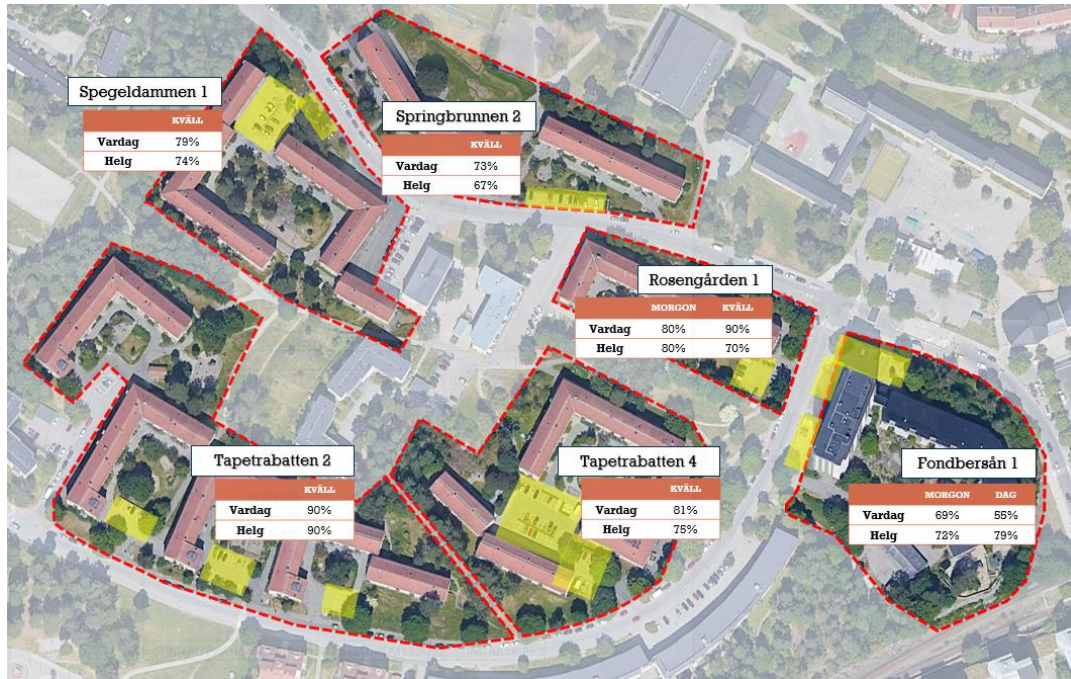 Spegeldammen 1
KVÄLL
Vardag 79%
Helg 74%
Springbrunnen 2
KVÄLL
Vardag 73%
Helg 67%
Rosengården 1
MORGON KVÄLL
Vardag 80% 90%
Helg 80% 70%
Tapetrabatten 2
KVÄLL
Vardag 90%
Helg 90%
Tapetrabatten 4
KVÄLL
Vardag 81%
Helg 75%
Fondbersån 1
MORGON DAG
Vardag 69% 55%
Helg 72% 79%